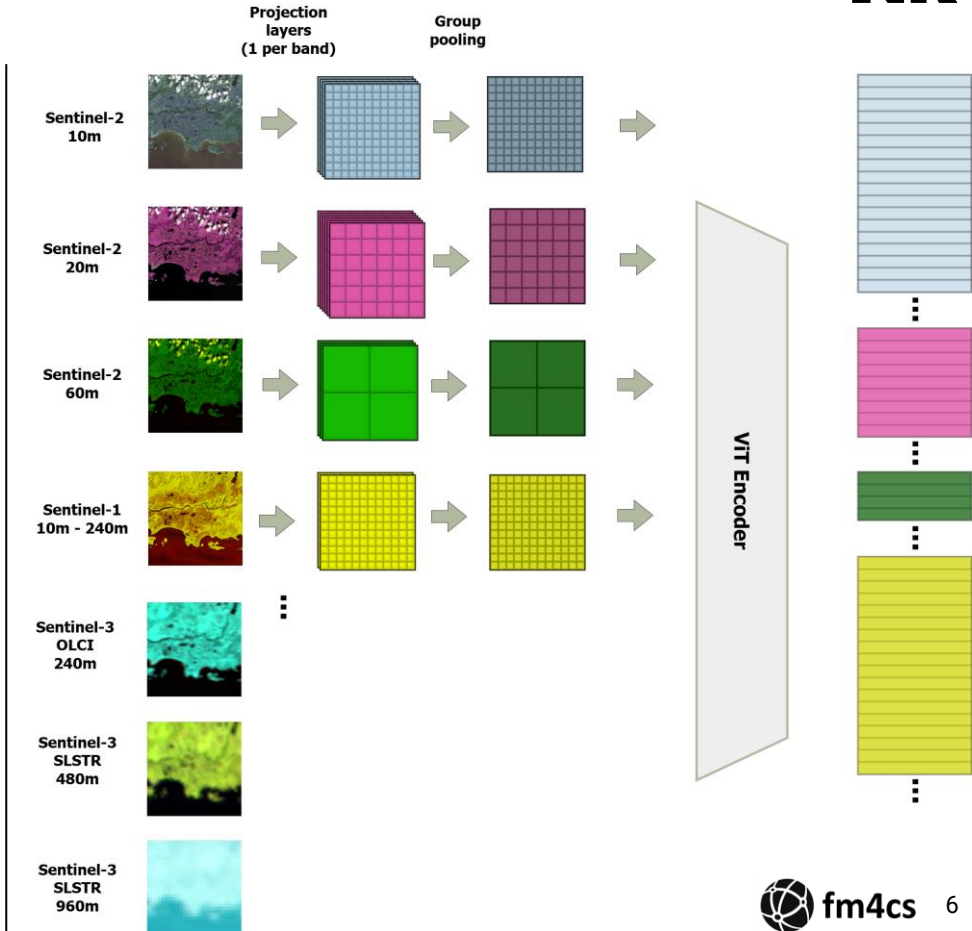 Projection
layers
(1 per band)
Group
pooling
Sentinel-2
10m
Sentinel-2
20m
Sentinel-2
60m
Sentinel-1
10m - 240m
Sentinel-3
OLCI
240m
Sentinel-3
SLSTR
480m
Sentinel-3
SLSTR
960m
ViT Encoder
fm4cs 6